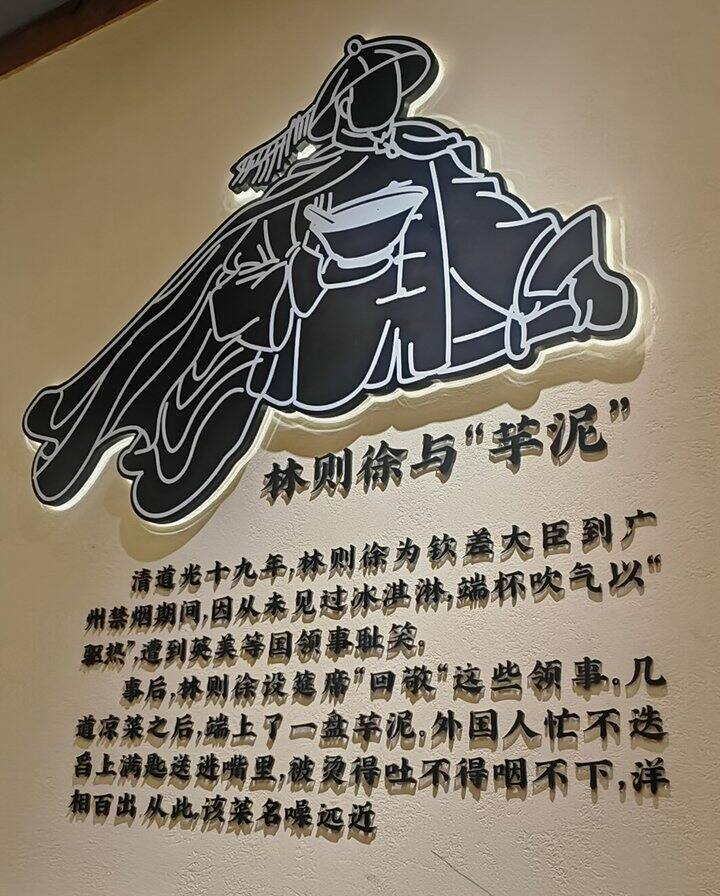 林则徐与“芋泥”
清道光十九年,林则徐为钦差大臣到广
州禁烟期间,因从未见过冰淇淋,端杯吹气以“
驱热”,遭到英美等国领事耻笑。
事后,林则徐设筵席“回敬“这些领事。几
道凉菜之后,端上了一盘芋泥,外国人忙不迭
舀上满匙送进嘴里,被烫得吐不得咽不下,洋
相百出从此,该菜名噪远近